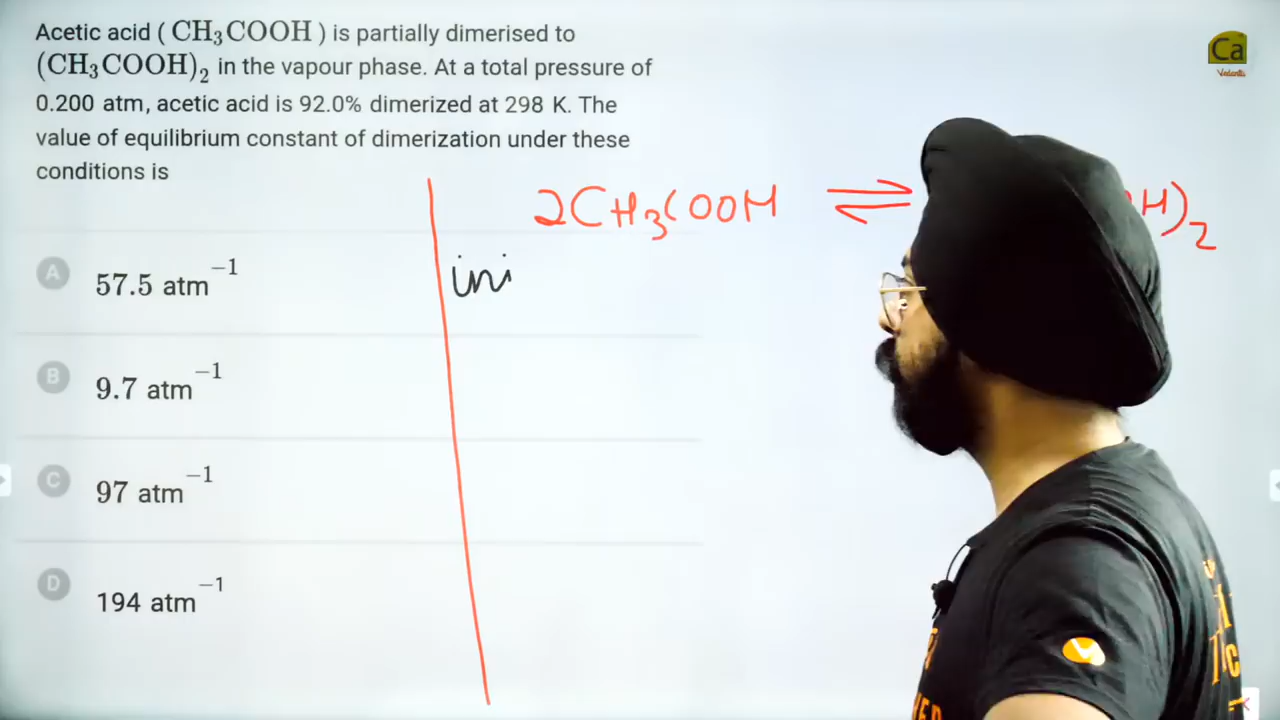 Acetic acid ( CH₃COOH ) is partially dimerised to
(CH₃COOH)₂ in the vapour phase. At a total pressure of
0.200 atm, acetic acid is 92.0% dimerized at 298 K. The
value of equilibrium constant of dimerization under these
conditions is
2CH₃COOH ⇌ H)₂
ini
A 57.5 atm⁻¹
B 9.7 atm⁻¹
C 97 atm⁻¹
D 194 atm⁻¹
Ca
Vedantu